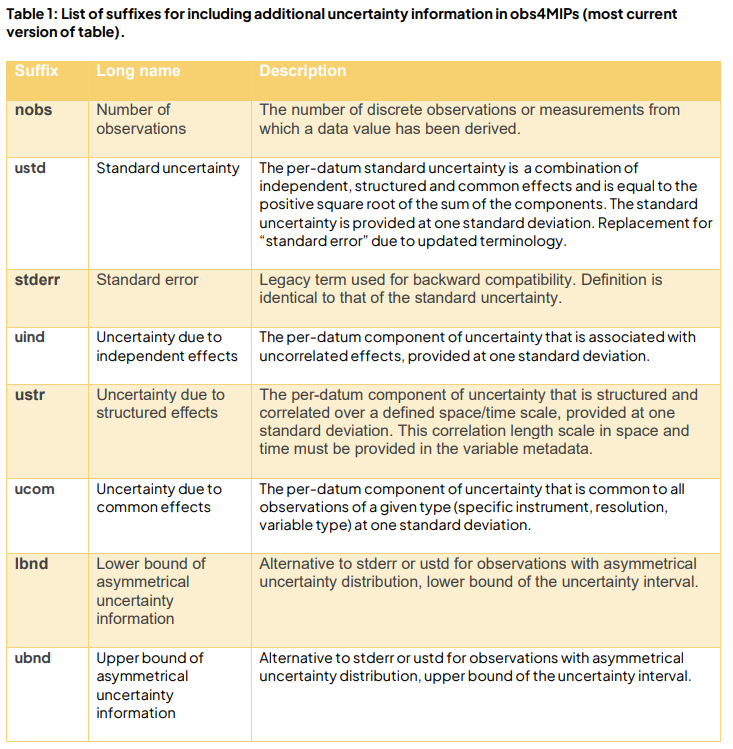 Table 1: List of suffixes for including additional uncertainty information in obs4MIPs (most current
version of table).
Suffix Long name Description
nobs Number of The number of discrete observations or measurements from
observations which a data value has been derived.
ustd Standard uncertainty The per-datum standard uncertainty is a combination of
independent, structured and common effects and is equal to the
positive square root of the sum of the components. The standard
uncertainty is provided at one standard deviation. Replacement for
“standard error” due to updated terminology.
stderr Standard error Legacy term used for backward compatibility. Definition is
identical to that of the standard uncertainty.
uind Uncertainty due to The per-datum component of uncertainty that is associated with
independent effects uncorrelated effects, provided at one standard deviation.
ustr Uncertainty due to The per-datum component of uncertainty that is structured and
structured effects correlated over a defined space/time scale, provided at one
standard deviation. This correlation length scale in space and
time must be provided in the variable metadata.
ucom Uncertainty due to The per-datum component of uncertainty that is common to all
common effects observations of a given type (specific instrument, resolution,
variable type) at one standard deviation.
lbnd Lower bound of Alternative to stderr or ustd for observations with asymmetrical
asymmetrical uncertainty distribution, lower bound of the uncertainty interval.
uncertainty
information
ubnd Upper bound of Alternative to stderr or ustd for observations with asymmetrical
asymmetrical uncertainty distribution, upper bound of the uncertainty interval.
uncertainty
information